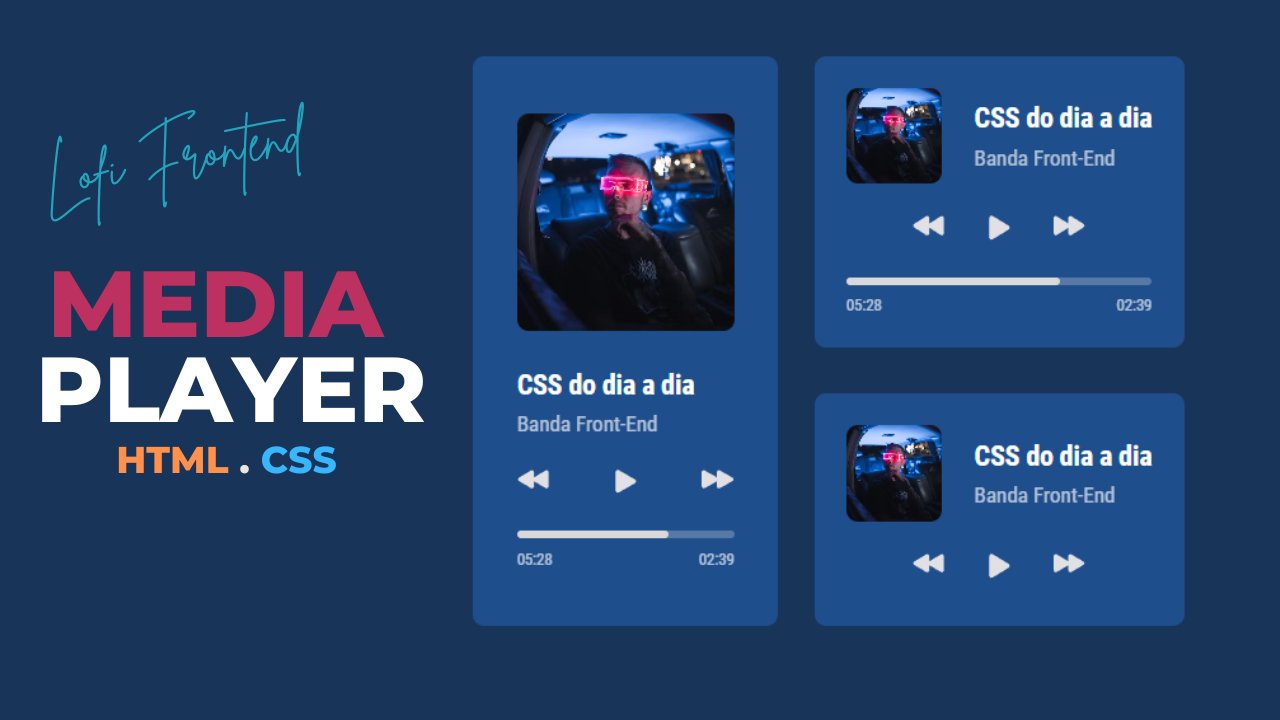 Lofi Frontend
MEDIA
PLAYER
HTML . CSS
CSS do dia a dia
Banda Front-End
05:28 02:39
CSS do dia a dia
Banda Front-End
05:28 02:39
CSS do dia a dia
Banda Front-End